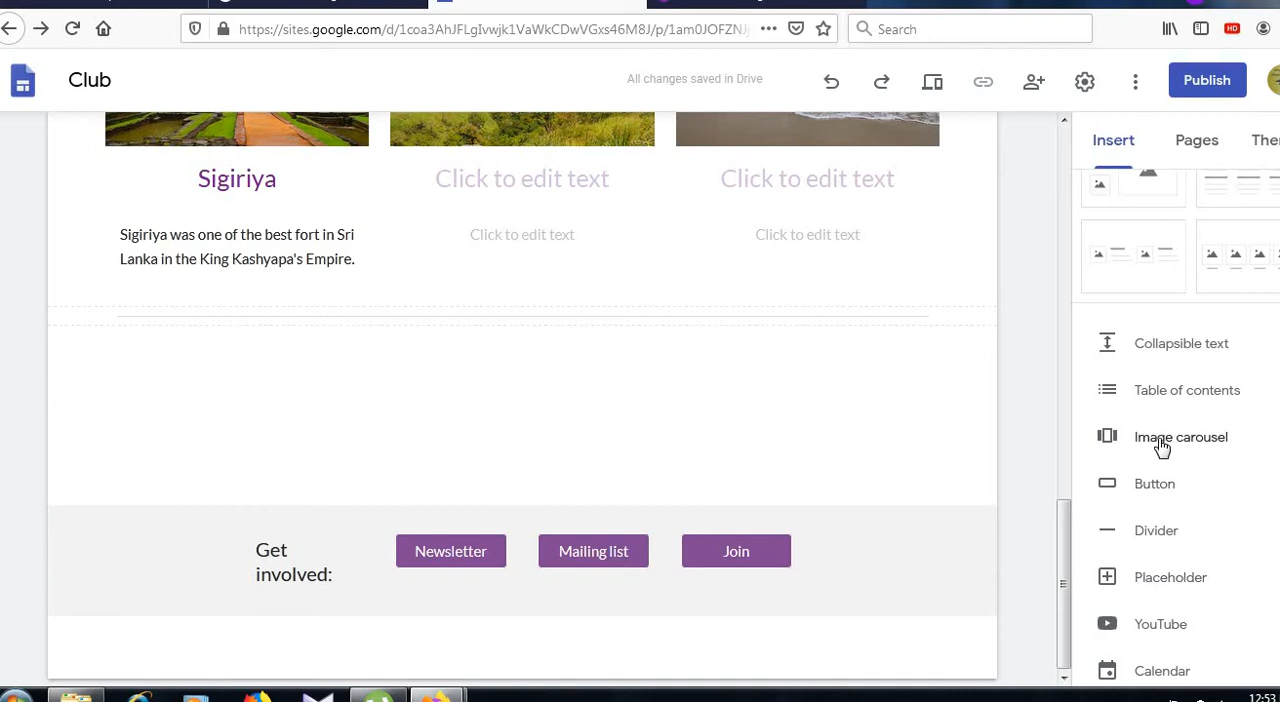 https://sites.google.com/d/1coa3AhJFLgIvwjk1VaWkCDwVGxs46M8J/p/1am0JOFZNJ
Search
HD
Club
All changes saved in Drive
Publish
Insert
Pages
The
Sigiriya
Click to edit text
Click to edit text
Sigiriya was one of the best fort in Sri
Lanka in the King Kashyapa's Empire.
Click to edit text
Click to edit text
Collapsible text
Table of contents
Image carousel
Button
Divider
Placeholder
YouTube
Calendar
Get
involved:
Newsletter
Mailing list
Join
12:53